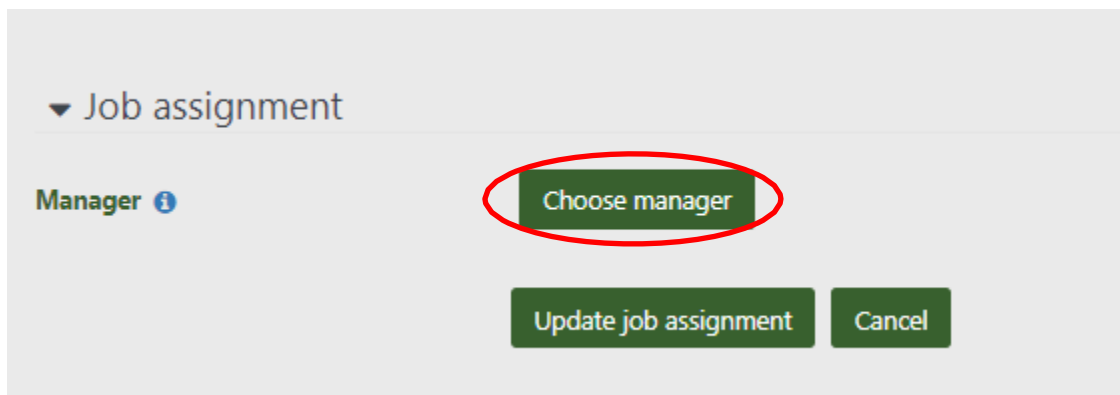 Job assignment
Manager
Choose manager
Update job assignment
Cancel